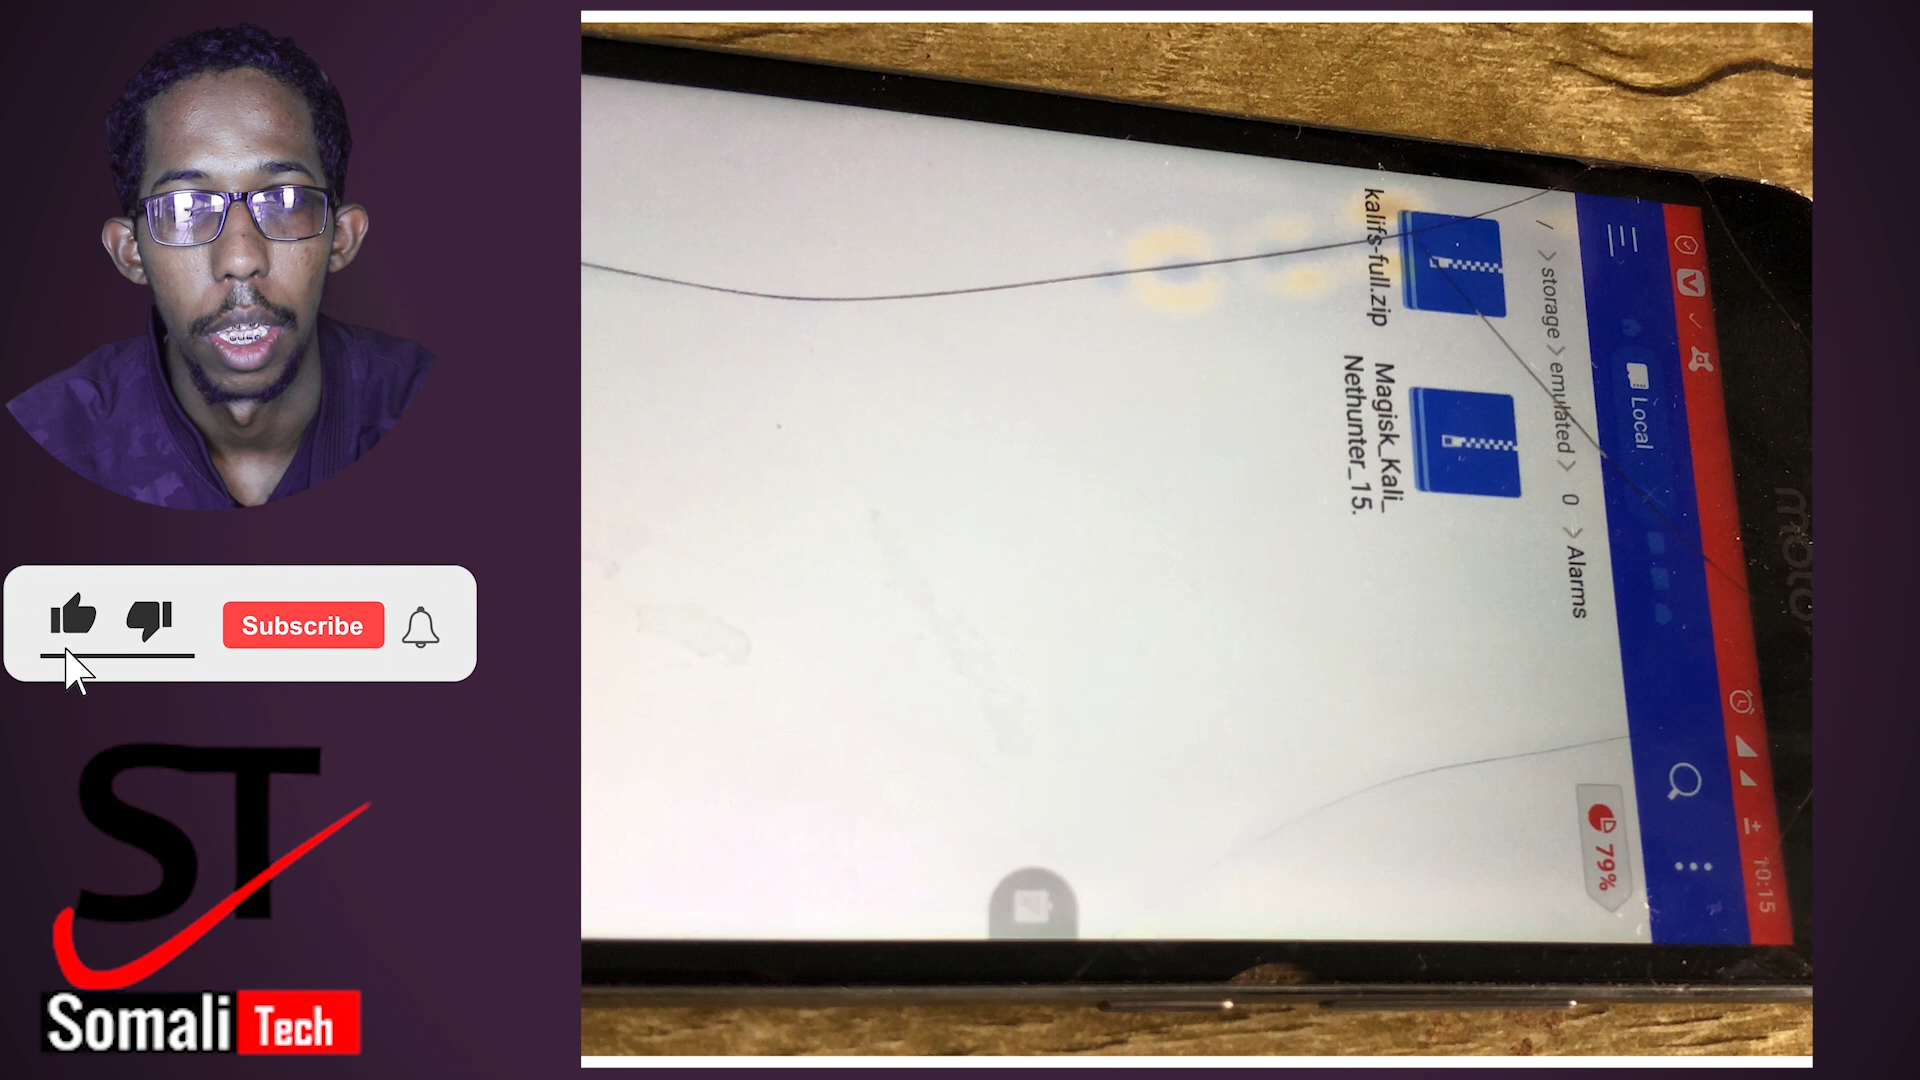 Subscribe
ST
Somali Tech
moto
10:15
Local
79%
/ > storage > emulated > 0 > Alarms
kalifs-full.zip
Magisk_Kali_
Nethunter_15.